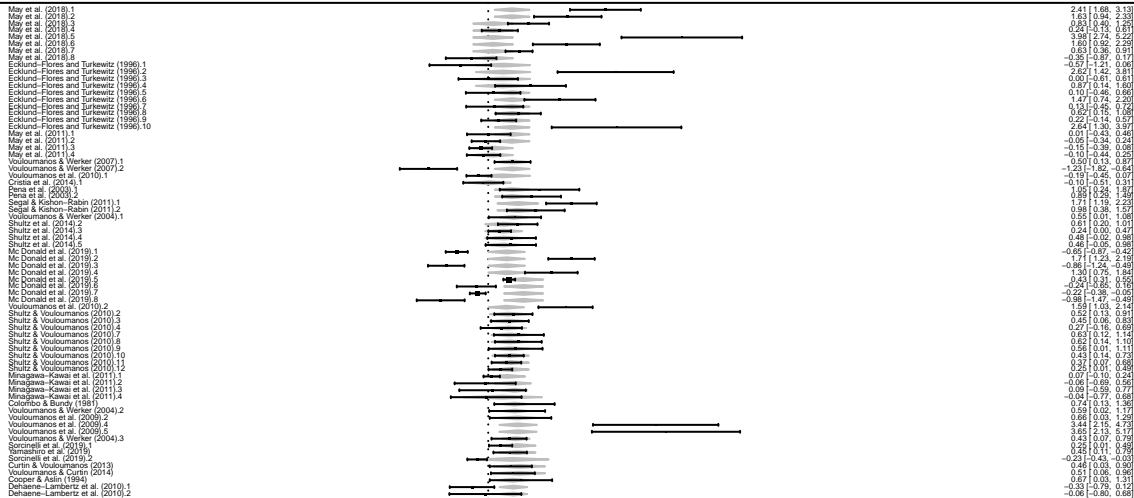 May et al. (2018).1 2.41 [ 1.68, 3.13]
May et al. (2018).2 1.63 [ 0.94, 2.33]
May et al. (2018).3 0.83 [ 0.40, 1.25]
May et al. (2018).4 0.24 [−0.13, 0.61]
May et al. (2018).5 3.98 [ 2.74, 5.22]
May et al. (2018).6 1.60 [ 0.92, 2.29]
May et al. (2018).7 0.63 [ 0.36, 0.91]
May et al. (2018).8 −0.35 [−0.87, 0.17]
Ecklund−Flores and Turkewitz (1996).1 −0.57 [−1.21, 0.06]
Ecklund−Flores and Turkewitz (1996).2 2.62 [ 1.42, 3.81]
Ecklund−Flores and Turkewitz (1996).3 0.00 [−0.61, 0.61]
Ecklund−Flores and Turkewitz (1996).4 0.87 [ 0.14, 1.60]
Ecklund−Flores and Turkewitz (1996).5 0.10 [−0.46, 0.66]
Ecklund−Flores and Turkewitz (1996).6 1.47 [ 0.74, 2.20]
Ecklund−Flores and Turkewitz (1996).7 0.13 [−0.45, 0.72]
Ecklund−Flores and Turkewitz (1996).8 0.62 [ 0.15, 1.08]
Ecklund−Flores and Turkewitz (1996).9 0.22 [−0.14, 0.57]
Ecklund−Flores and Turkewitz (1996).10 2.64 [ 1.30, 3.97]
May et al. (2011).1 0.01 [−0.43, 0.46]
May et al. (2011).2 −0.05 [−0.34, 0.24]
May et al. (2011).3 −0.15 [−0.39, 0.08]
May et al. (2011).4 −0.10 [−0.44, 0.25]
Vouloumanos & Werker (2007).1 0.50 [ 0.13, 0.87]
Vouloumanos & Werker (2007).2 −1.23 [−1.82, −0.64]
Vouloumanos et al. (2010).1 −0.19 [−0.45, 0.07]
Cristia et al. (2014).1 −0.10 [−0.51, 0.31]
Pena et al. (2003).1 1.05 [ 0.24, 1.87]
Pena et al. (2003).2 0.89 [ 0.29, 1.49]
Segal & Kishon−Rabin (2011).1 1.71 [ 1.19, 2.23]
Segal & Kishon−Rabin (2011).2 0.98 [ 0.38, 1.57]
Vouloumanos & Werker (2004).1 0.55 [ 0.01, 1.08]
Shultz et al. (2014).2 0.61 [ 0.20, 1.01]
Shultz et al. (2014).3 0.24 [ 0.00, 0.47]
Shultz et al. (2014).4 0.48 [−0.02, 0.98]
Shultz et al. (2014).5 0.46 [−0.05, 0.98]
Mc Donald et al. (2019).1 −0.65 [−0.87, −0.42]
Mc Donald et al. (2019).2 1.71 [ 1.23, 2.19]
Mc Donald et al. (2019).3 −0.86 [−1.24, −0.49]
Mc Donald et al. (2019).4 1.30 [ 0.75, 1.84]
Mc Donald et al. (2019).5 0.43 [ 0.31, 0.55]
Mc Donald et al. (2019).6 −0.24 [−0.65, 0.16]
Mc Donald et al. (2019).7 −0.22 [−0.38, −0.05]
Mc Donald et al. (2019).8 −0.98 [−1.47, −0.49]
Vouloumanos et al. (2010).2 1.59 [ 1.03, 2.14]
Shultz & Vouloumanos (2010).2 0.52 [ 0.13, 0.91]
Shultz & Vouloumanos (2010).3 0.45 [ 0.06, 0.83]
Shultz & Vouloumanos (2010).4 0.27 [−0.16, 0.69]
Shultz & Vouloumanos (2010).7 0.63 [ 0.12, 1.14]
Shultz & Vouloumanos (2010).8 0.62 [ 0.14, 1.10]
Shultz & Vouloumanos (2010).9 0.56 [ 0.01, 1.11]
Shultz & Vouloumanos (2010).10 0.43 [ 0.14, 0.73]
Shultz & Vouloumanos (2010).11 0.37 [ 0.07, 0.68]
Shultz & Vouloumanos (2010).12 0.25 [ 0.01, 0.49]
Minagawa−Kawai et al. (2011).1 0.07 [−0.10, 0.24]
Minagawa−Kawai et al. (2011).2 −0.06 [−0.69, 0.56]
Minagawa−Kawai et al. (2011).3 0.09 [−0.59, 0.77]
Minagawa−Kawai et al. (2011).4 −0.04 [−0.77, 0.68]
Colombo & Bundy (1981) 0.74 [ 0.13, 1.36]
Vouloumanos & Werker (2004).2 0.59 [ 0.02, 1.17]
Vouloumanos et al. (2009).2 0.66 [ 0.03, 1.29]
Vouloumanos et al. (2009).4 3.44 [ 2.15, 4.73]
Vouloumanos et al. (2009).5 3.65 [ 2.13, 5.17]
Vouloumanos & Werker (2004).3 0.43 [ 0.07, 0.79]
Sorcinelli et al. (2019).1 0.25 [ 0.01, 0.49]
Yamashiro et al. (2019) 0.45 [ 0.11, 0.79]
Sorcinelli et al. (2019).2 −0.23 [−0.43, −0.03]
Curtin & Vouloumanos (2013) 0.46 [ 0.03, 0.90]
Vouloumanos & Curtin (2014) 0.51 [ 0.06, 0.96]
Cooper & Aslin (1994) 0.67 [ 0.03, 1.31]
Dehaene−Lambertz et al. (2010).1 −0.33 [−0.79, 0.12]
Dehaene−Lambertz et al. (2010).2 −0.06 [−0.80, 0.68]